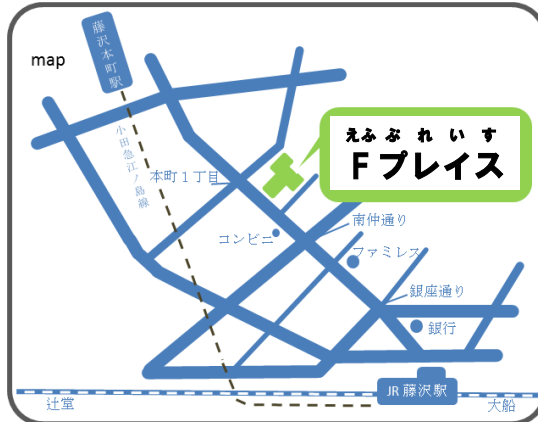 map
藤沢本町駅
小田急江ノ島線
えふぷれいす
Fプレイス
本町1丁目
南仲通り
コンビニ
ファミレス
銀座通り
銀行
JR藤沢駅
辻堂
大船